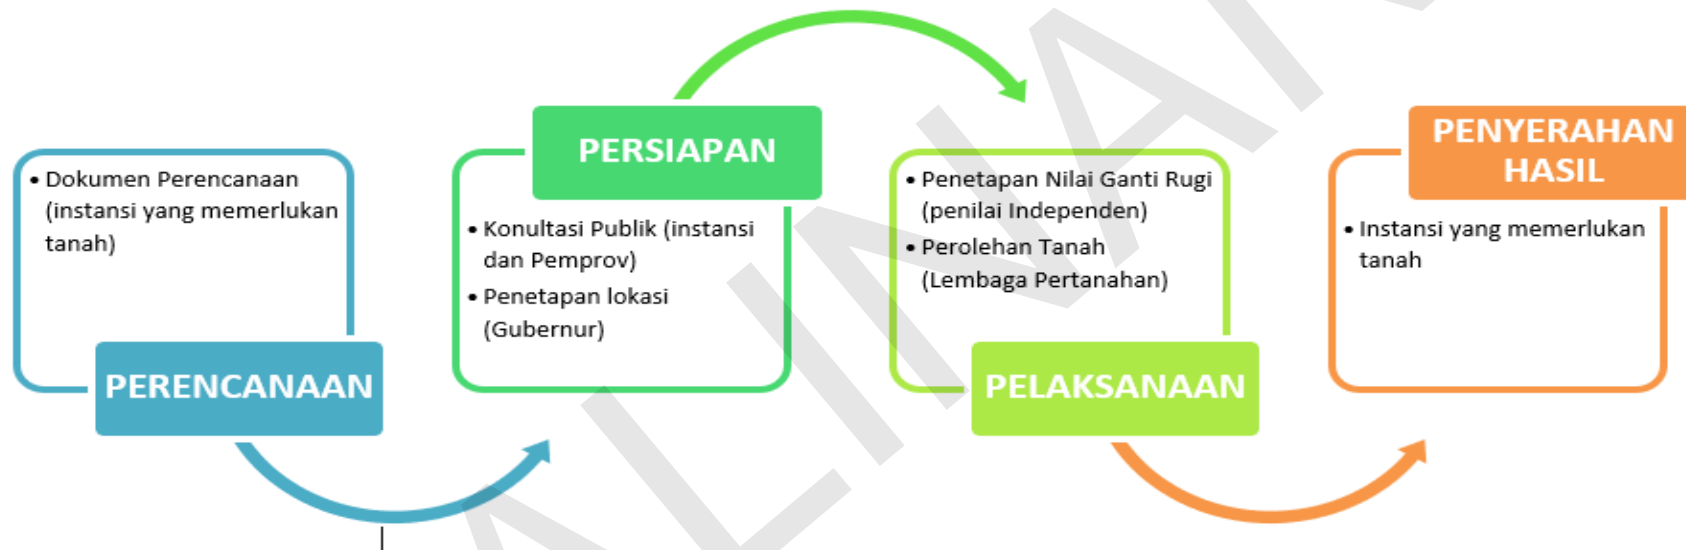 PERENCANAAN
• Dokumen Perencanaan
(instansi yang memerlukan
tanah)
PERSIAPAN
• Konultasi Publik (instansi
dan Pemprov)
• Penetapan lokasi
(Gubernur)
PELAKSANAAN
• Penetapan Nilai Ganti Rugi
(penilai Independen)
• Perolehan Tanah
(Lembaga Pertanahan)
PENYERAHAN
HASIL
• Instansi yang memerlukan
tanah
ALINAN